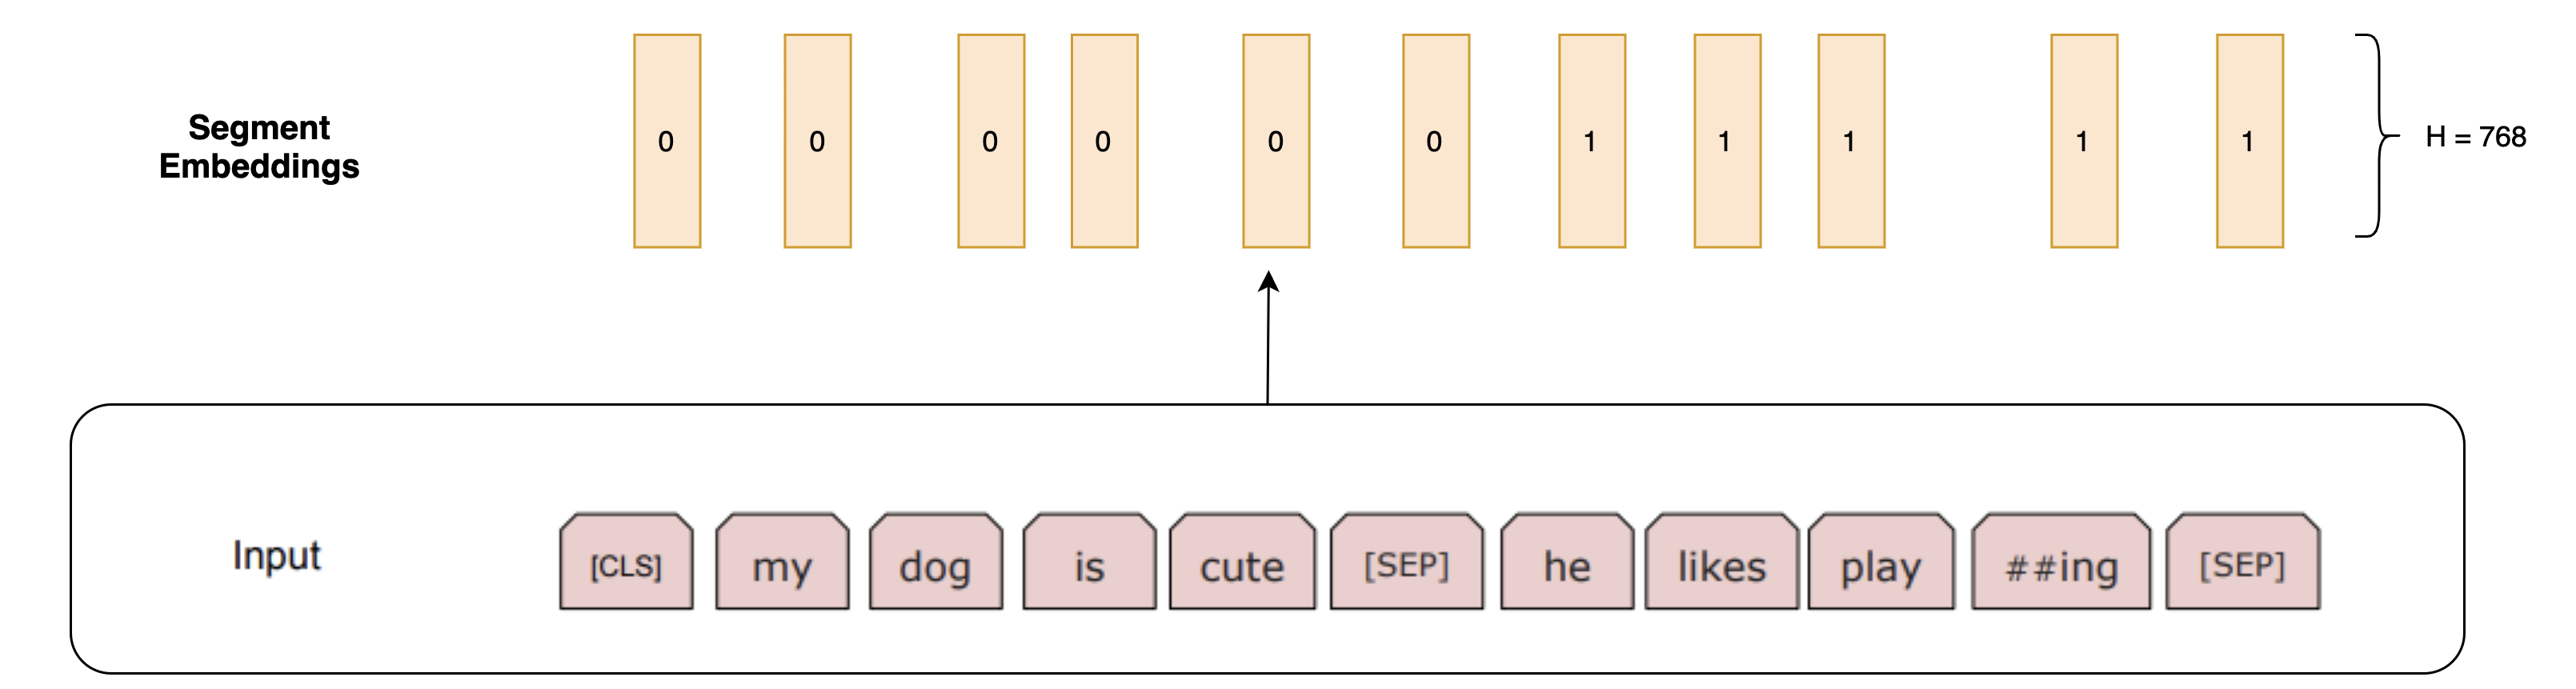 Segment
Embeddings
0 0 0 0 0 0 1 1 1 1 1
H = 768
Input
[CLS] my dog is cute [SEP] he likes play ##ing [SEP]